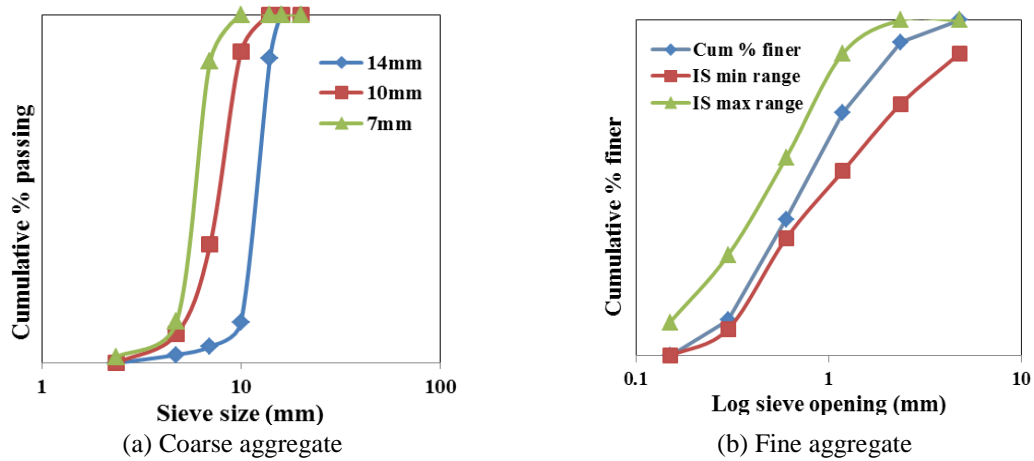 Cumulative % passing
14mm
10mm
7mm
1
10
100
Sieve size (mm)
(a) Coarse aggregate
Cumulative % finer
Cum % finer
IS min range
IS max range
0.1
1
10
Log sieve opening (mm)
(b) Fine aggregate